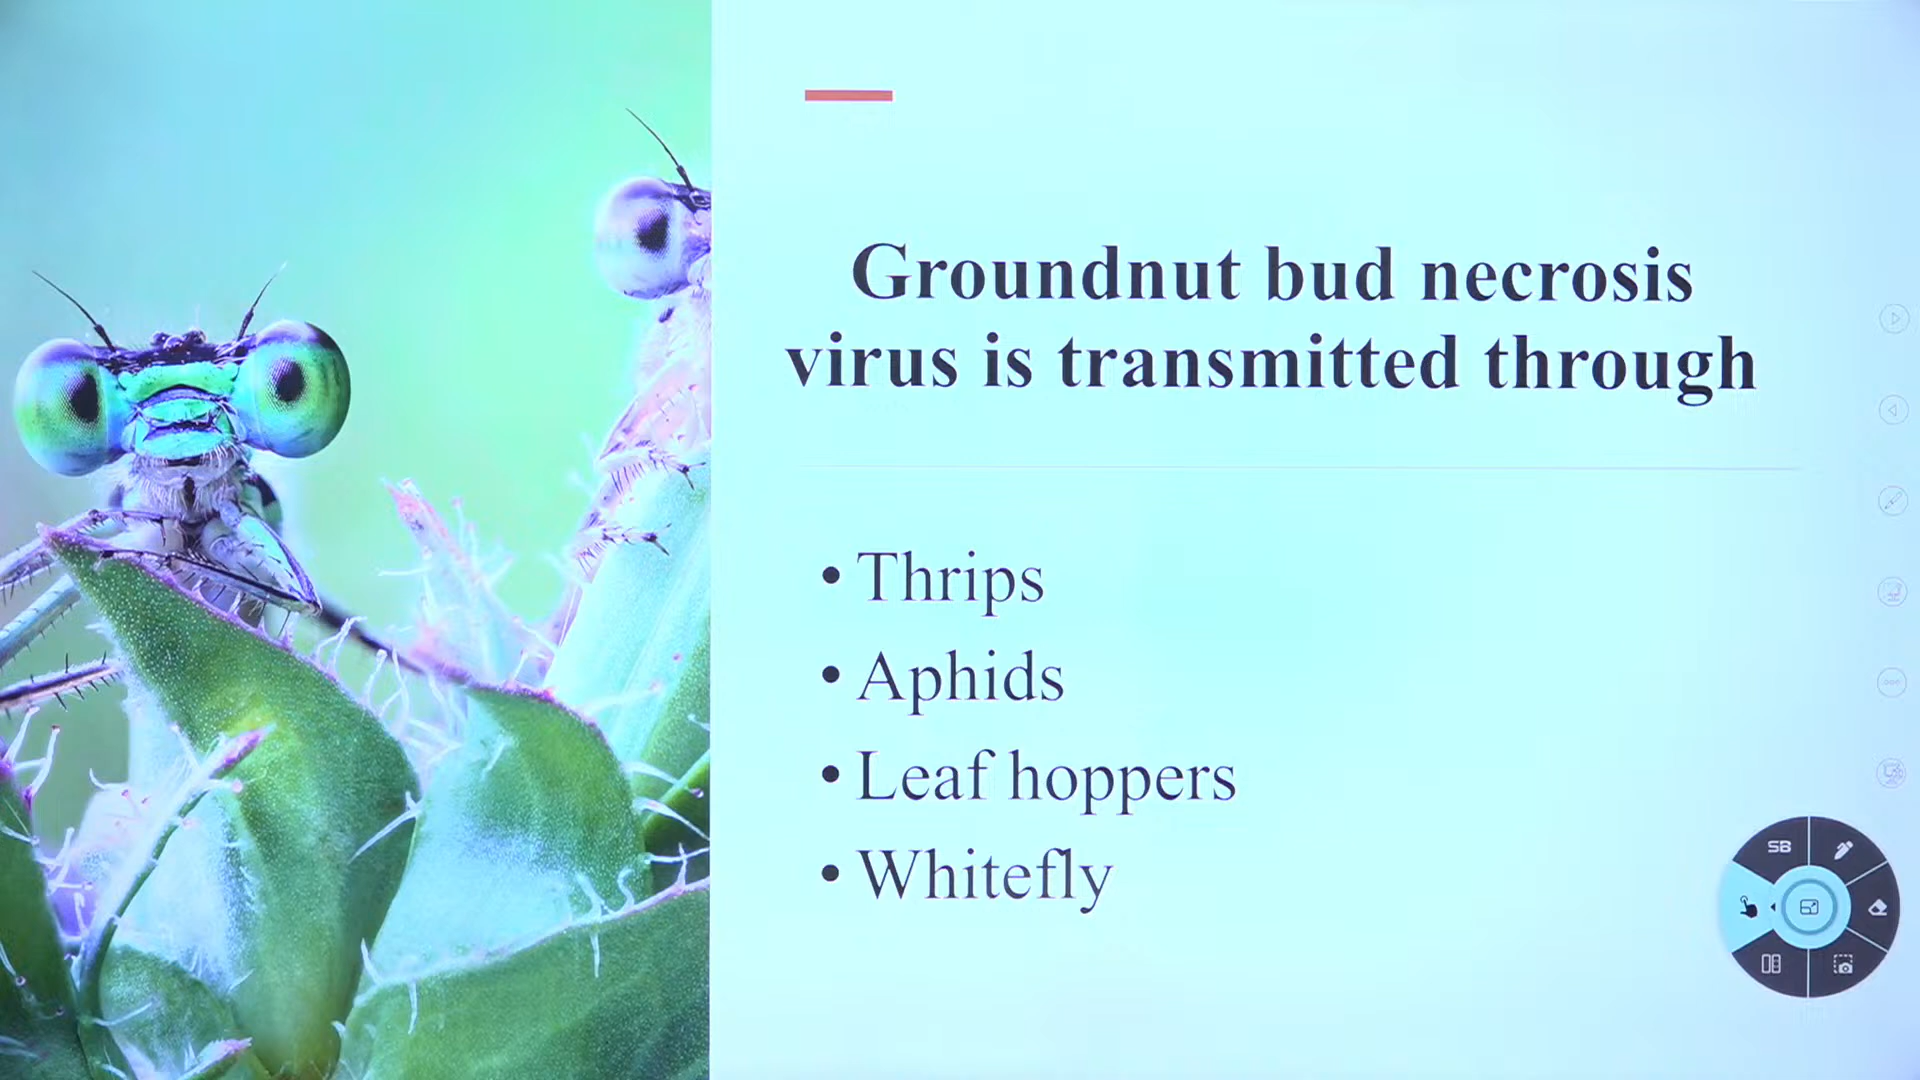 Groundnut bud necrosis
virus is transmitted through
• Thrips
• Aphids
• Leaf hoppers
• Whitefly
SB